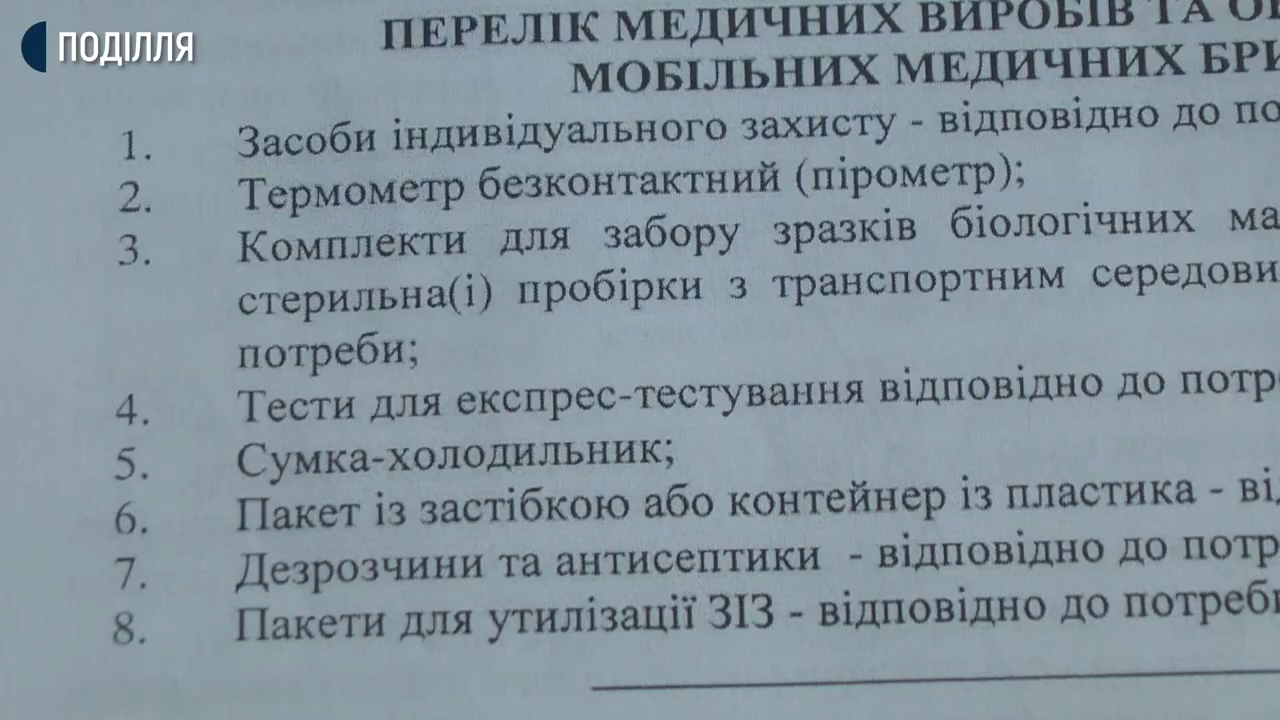 ПОДІЛЛЯ
ПЕРЕЛІК МЕДИЧНИХ ВИРОБІВ ТА
МОБІЛЬНИХ МЕДИЧНИХ
1. Засоби індивідуального захисту - відповідно до
2. Термометр безконтактний (пірометр);
3. Комплекти для забору зразків біологічних
стерильна(і) пробірки з транспортним
потреби;
4. Тести для експрес-тестування відповідно до
5. Сумка-холодильник;
6. Пакет із застібкою або контейнер із пластика -
7. Дезрозчини та антисептики - відповідно до
8. Пакети для утилізації ЗІЗ - відповідно до